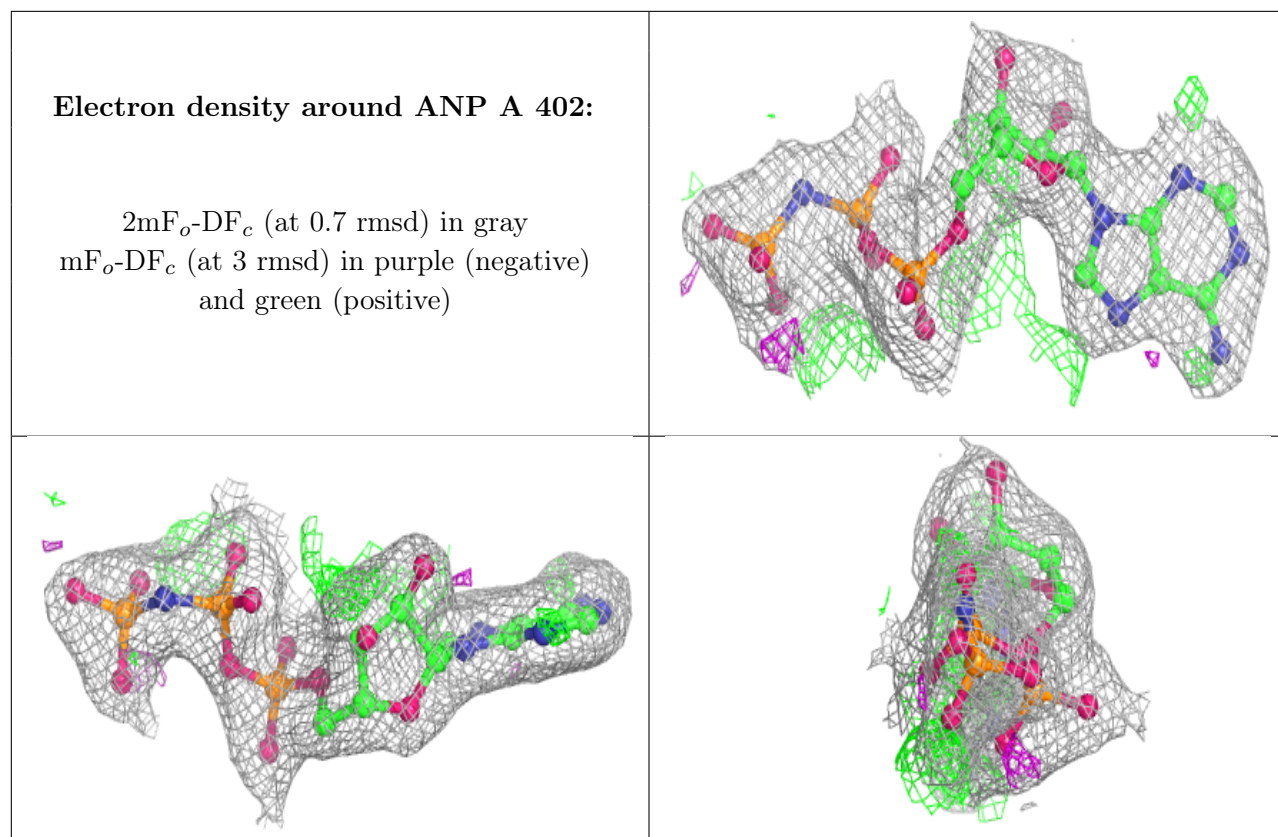 Electron density around ANP A 402:
2mFo-DFc (at 0.7 rmsd) in gray
mFo-DFc (at 3 rmsd) in purple (negative)
and green (positive)